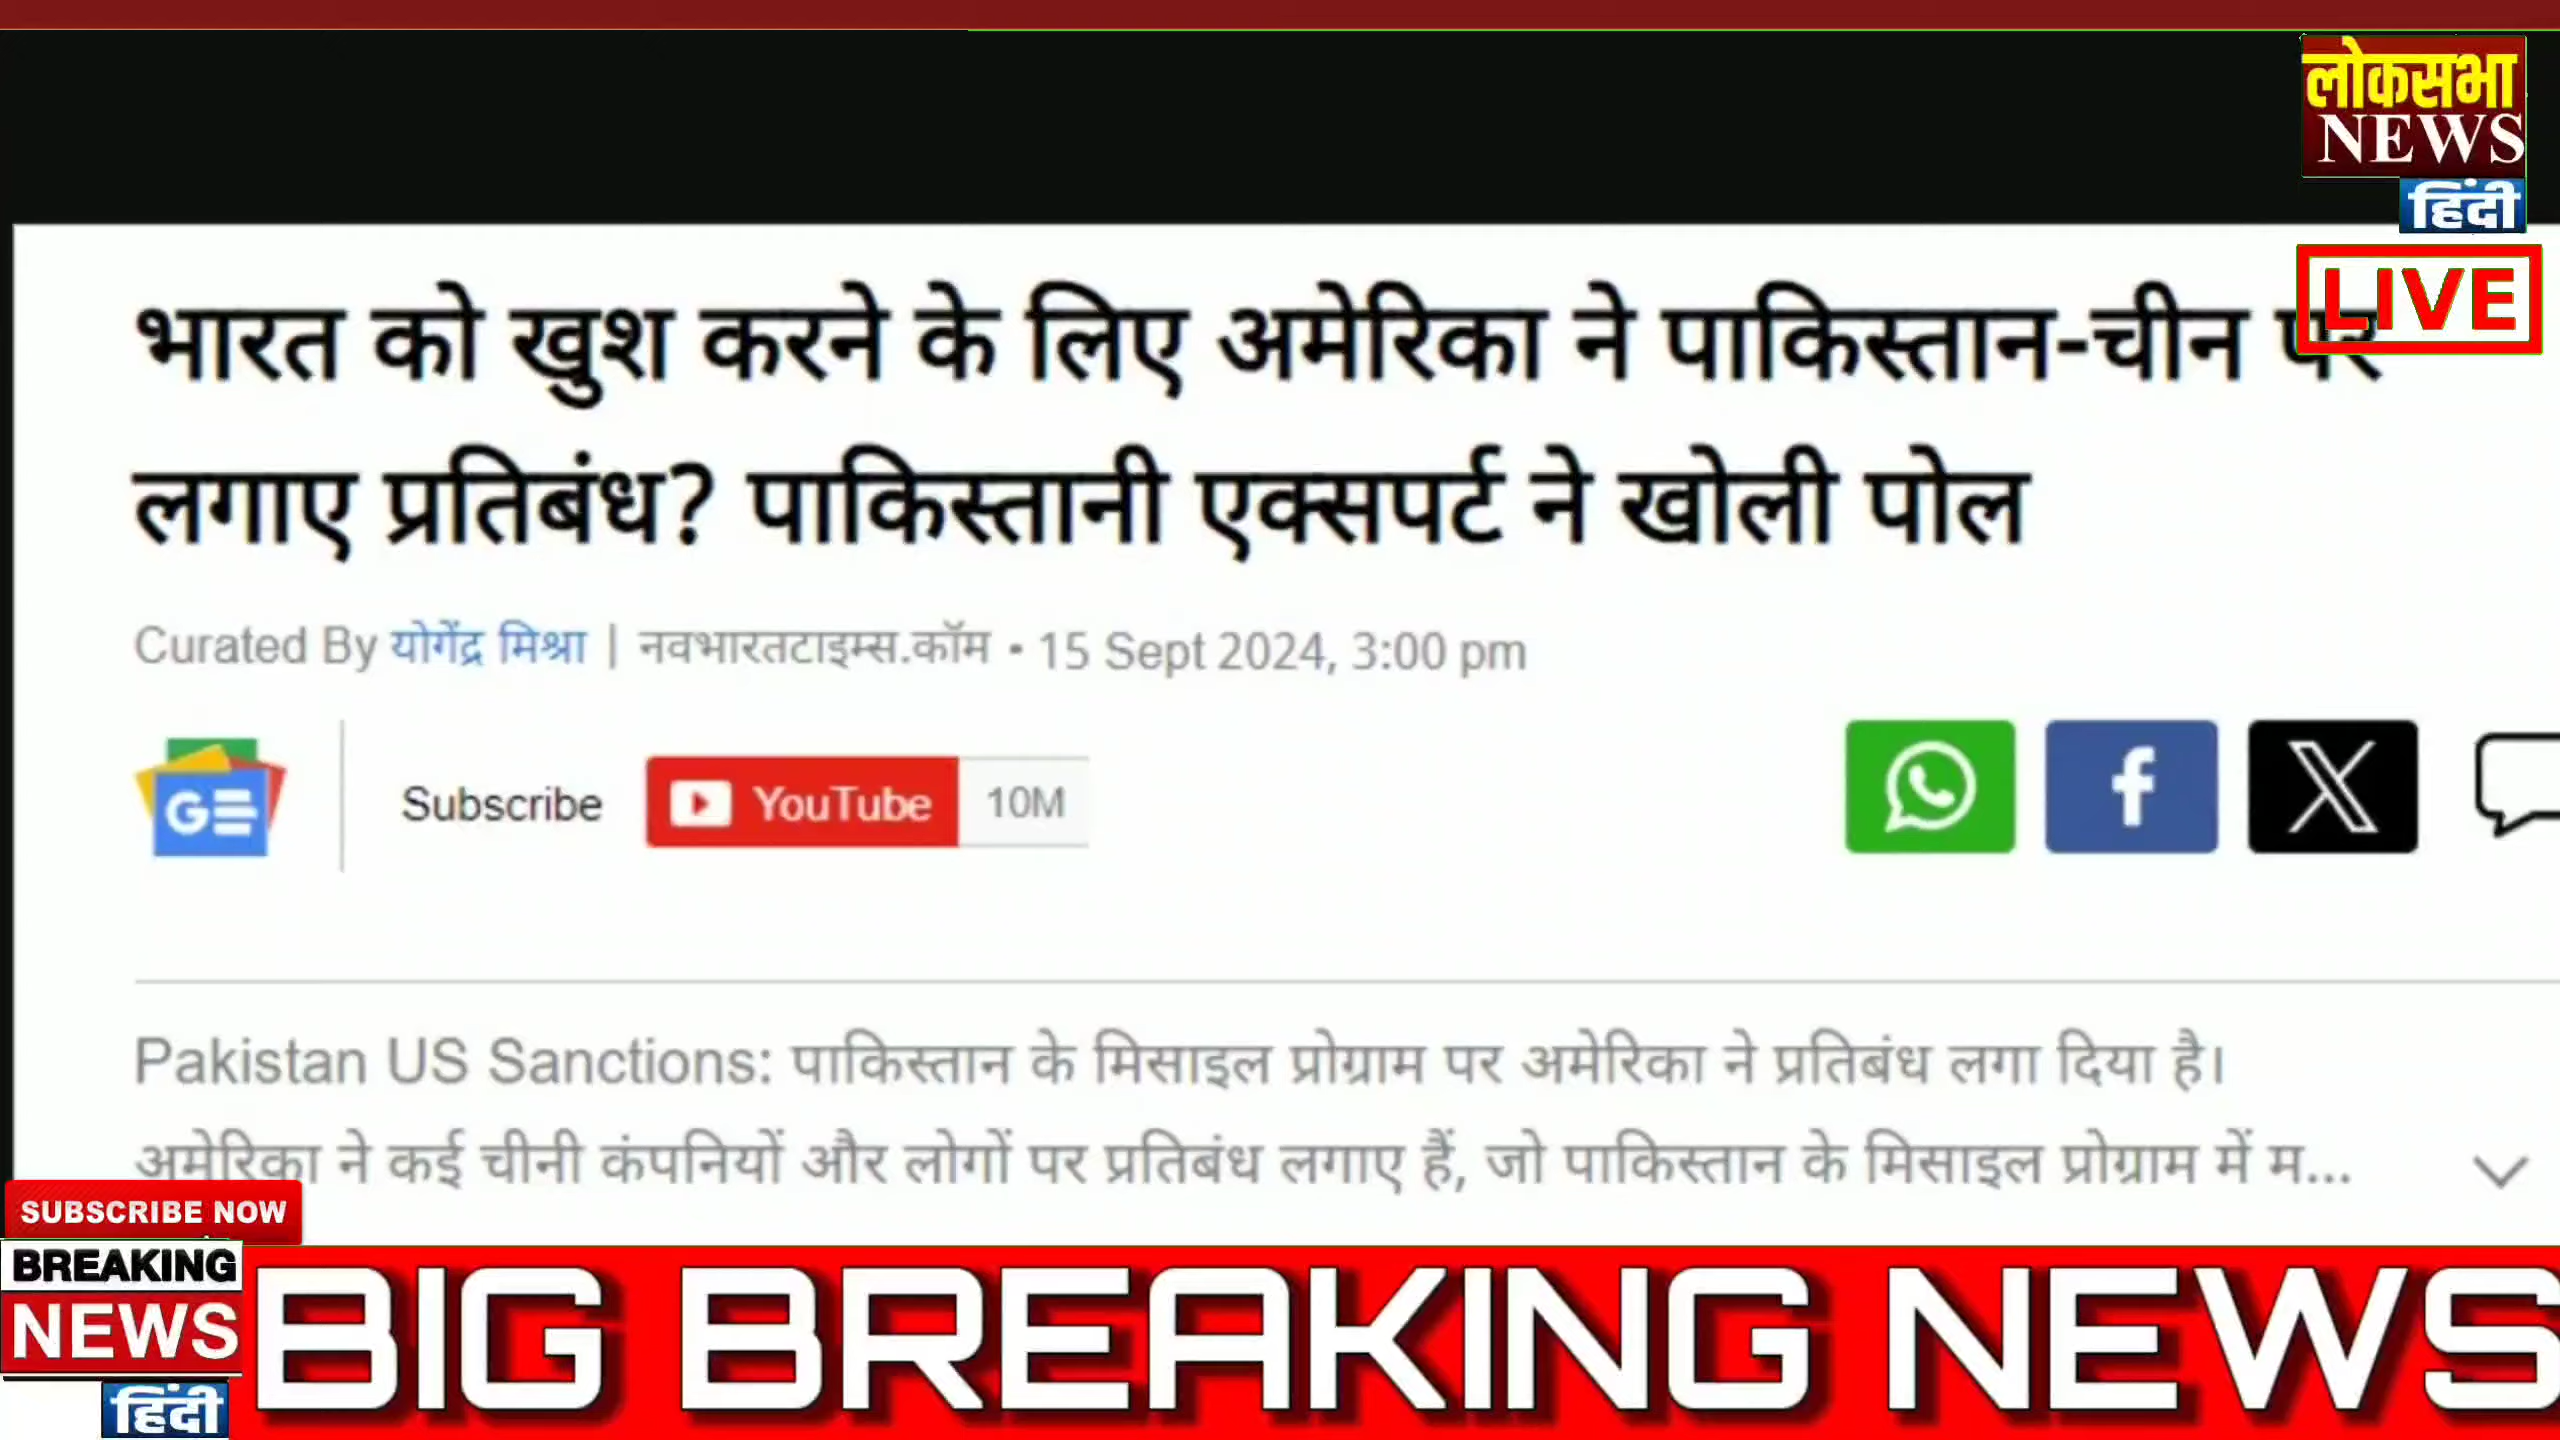 लोकसभा
NEWS
हिंदी
LIVE
भारत को खुश करने के लिए अमेरिका ने पाकिस्तान-चीन पर
लगाए प्रतिबंध? पाकिस्तानी एक्सपर्ट ने खोली पोल
Curated By योगेंद्र मिश्रा | नवभारतटाइम्स.कॉम • 15 Sept 2024, 3:00 pm
GE
Subscribe YouTube 10M
Pakistan US Sanctions: पाकिस्तान के मिसाइल प्रोग्राम पर अमेरिका ने प्रतिबंध लगा दिया है।
अमेरिका ने कई चीनी कंपनियों और लोगों पर प्रतिबंध लगाए हैं, जो पाकिस्तान के मिसाइल प्रोग्राम में म...
SUBSCRIBE NOW
BREAKING
NEWS
हिंदी
BIG BREAKING NEWS